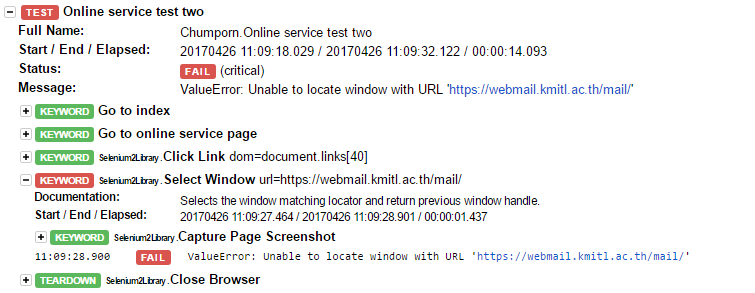 TEST Online service test two
Full Name: Chumporn.Online service test two
Start / End / Elapsed: 20170426 11:09:18.029 / 20170426 11:09:32.122 / 00:00:14.093
Status: FAIL (critical)
Message: ValueError: Unable to locate window with URL 'https://webmail.kmitl.ac.th/mail/'
KEYWORD Go to index
KEYWORD Go to online service page
KEYWORD Selenium2Library.Click Link dom=document.links[40]
KEYWORD Selenium2Library.Select Window url=https://webmail.kmitl.ac.th/mail/
Documentation: Selects the window matching locator and return previous window handle.
Start / End / Elapsed: 20170426 11:09:27.464 / 20170426 11:09:28.901 / 00:00:01.437
KEYWORD Selenium2Library.Capture Page Screenshot
11:09:28.900 FAIL ValueError: Unable to locate window with URL 'https://webmail.kmitl.ac.th/mail/'
TEARDOWN Selenium2Library.Close Browser